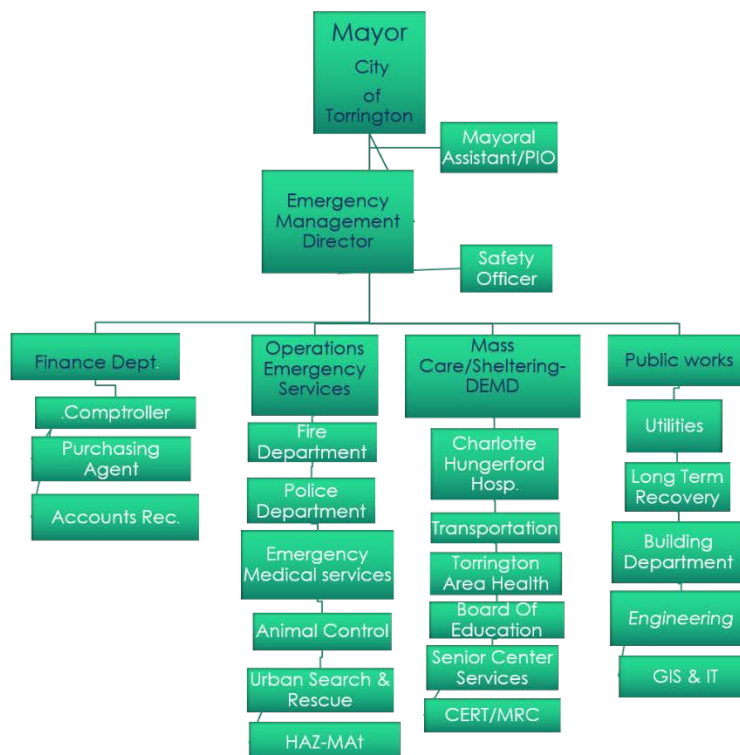 Mayor
City
of
Torrington
Mayoral
Assistant/PIO
Emergency
Management
Director
Safety
Officer
Finance Dept.
.Comptroller
Purchasing
Agent
Accounts Rec.
Operations
Emergency
Services
Fire
Department
Police
Department
Emergency
Medical services
Animal Control
Urban Search &
Rescue
HAZ-MAt
Mass
Care/Sheltering-
DEMD
Charlotte
Hungerford
Hosp.
Transportation
Torrington
Area Health
Board Of
Education
Senior Center
Services
CERT/MRC
Public works
Utilities
Long Term
Recovery
Building
Department
Engineering
GIS & IT